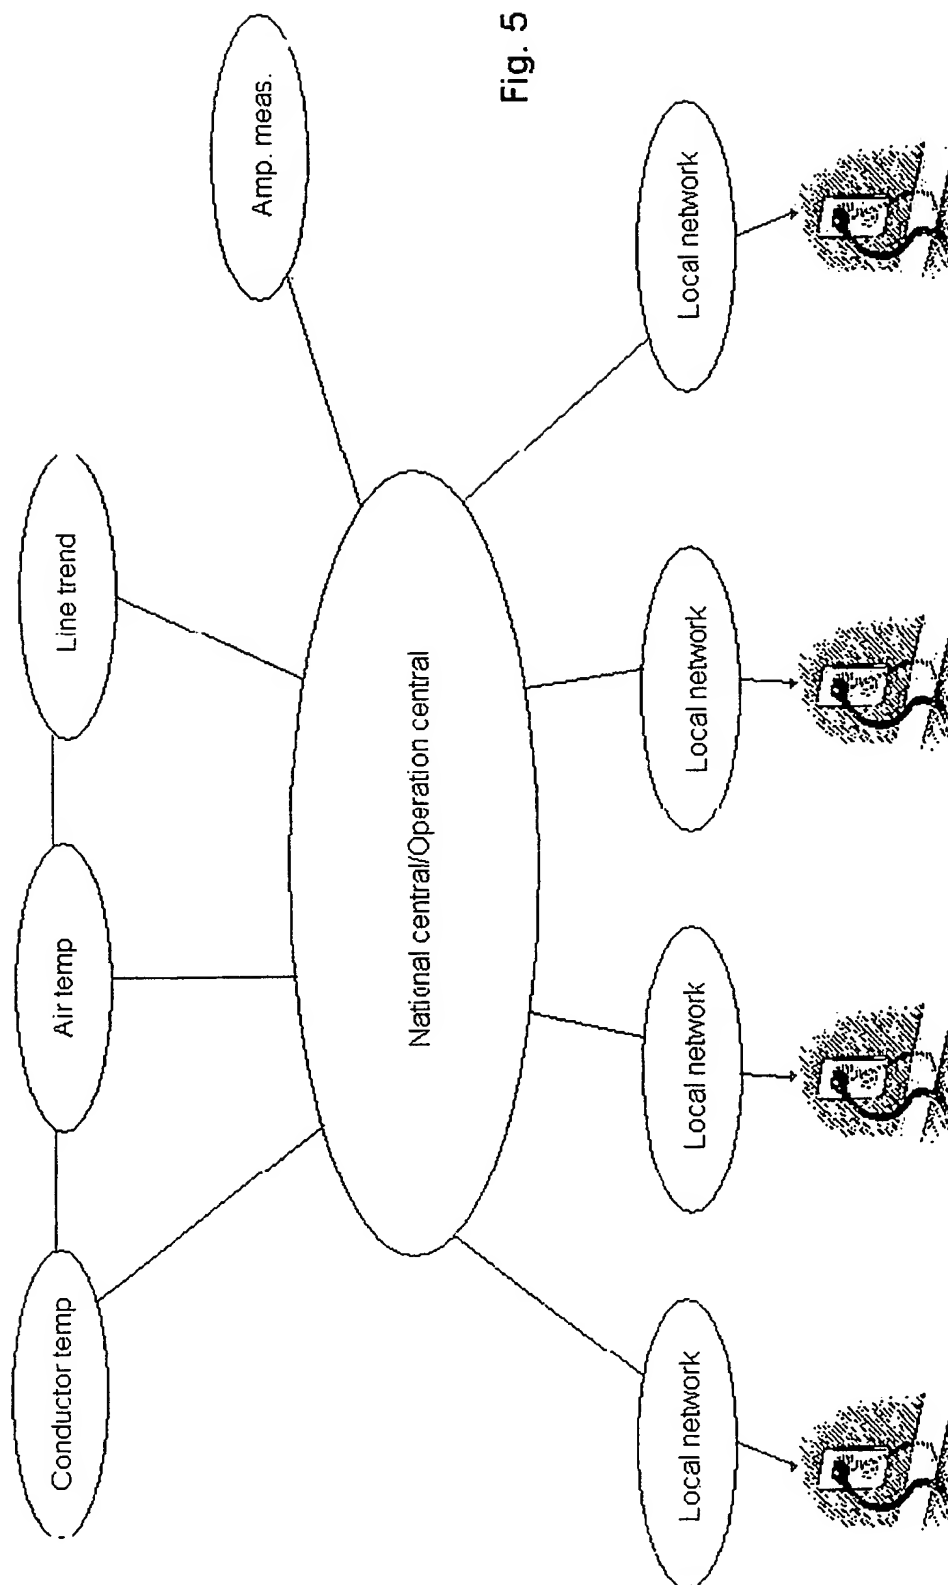 Conductor temp
Air temp
Line trend
Amp. meas.
National central/Operation central
Local network
Local network
Local network
Local network
Fig. 5